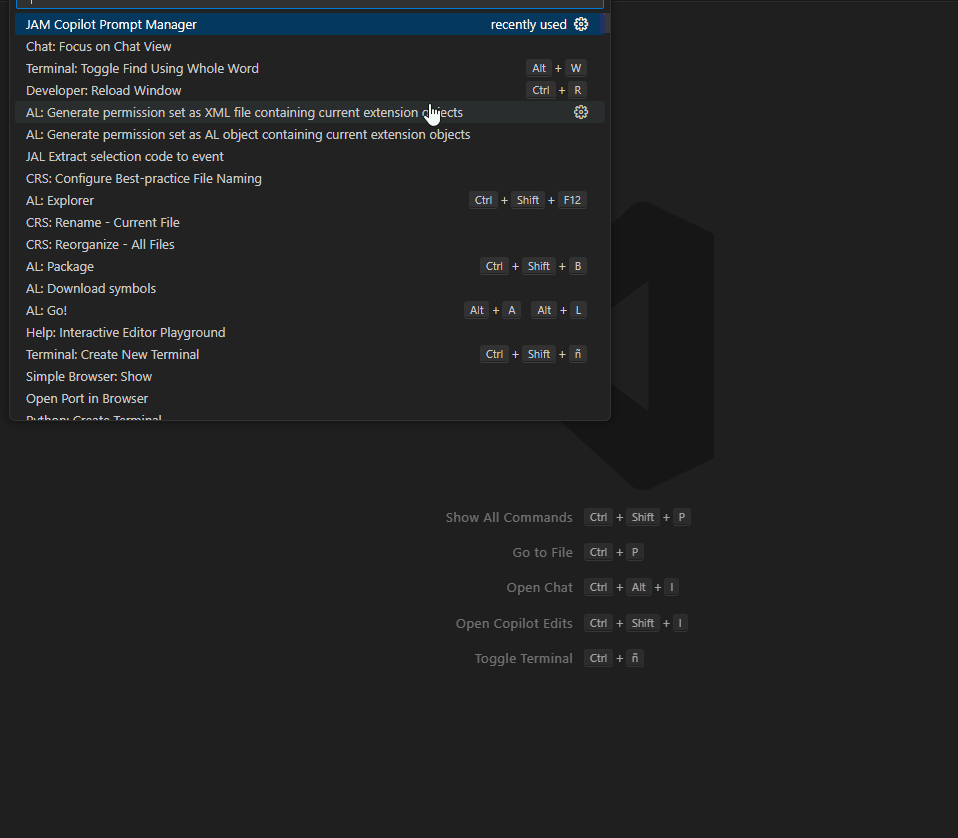 JAM Copilot Prompt Manager recently used
Chat: Focus on Chat View
Terminal: Toggle Find Using Whole Word Alt + W
Developer: Reload Window Ctrl + R
AL: Generate permission set as XML file containing current extension objects
AL: Generate permission set as AL object containing current extension objects
JAL Extract selection code to event
CRS: Configure Best-practice File Naming
AL: Explorer Ctrl + Shift + F12
CRS: Rename - Current File
CRS: Reorganize - All Files
AL: Package Ctrl + Shift + B
AL: Download symbols
AL: Go! Alt + A Alt + L
Help: Interactive Editor Playground
Terminal: Create New Terminal Ctrl + Shift + ñ
Simple Browser: Show
Open Port in Browser
Python: Create Terminal
Show All Commands Ctrl + Shift + P
Go to File Ctrl + P
Open Chat Ctrl + Alt + I
Open Copilot Edits Ctrl + Shift + I
Toggle Terminal Ctrl + ñ